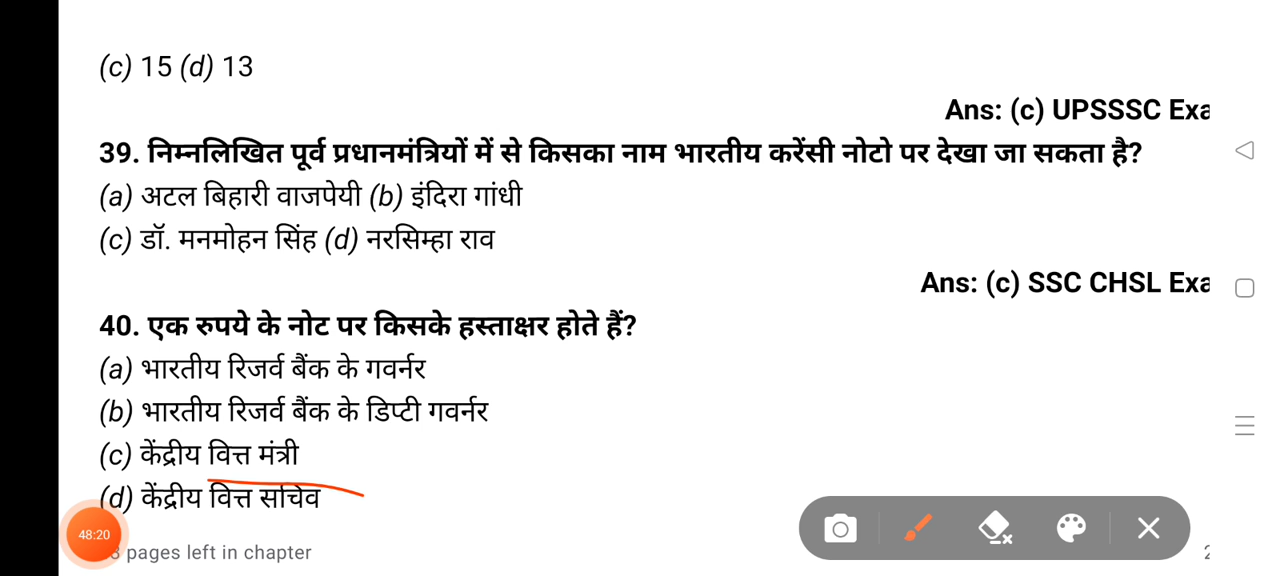 (c) 15 (d) 13
Ans: (c) UPSSSC Exa
39. निम्नलिखित पूर्व प्रधानमंत्रियों में से किसका नाम भारतीय करेंसी नोटो पर देखा जा सकता है?
(a) अटल बिहारी वाजपेयी (b) इंदिरा गांधी
(c) डॉ. मनमोहन सिंह (d) नरसिम्हा राव
Ans: (c) SSC CHSL Exa
40. एक रुपये के नोट पर किसके हस्ताक्षर होते हैं?
(a) भारतीय रिजर्व बैंक के गवर्नर
(b) भारतीय रिजर्व बैंक के डिप्टी गवर्नर
(c) केंद्रीय वित्त मंत्री
(d) केंद्रीय वित्त सचिव
48:20
pages left in chapter